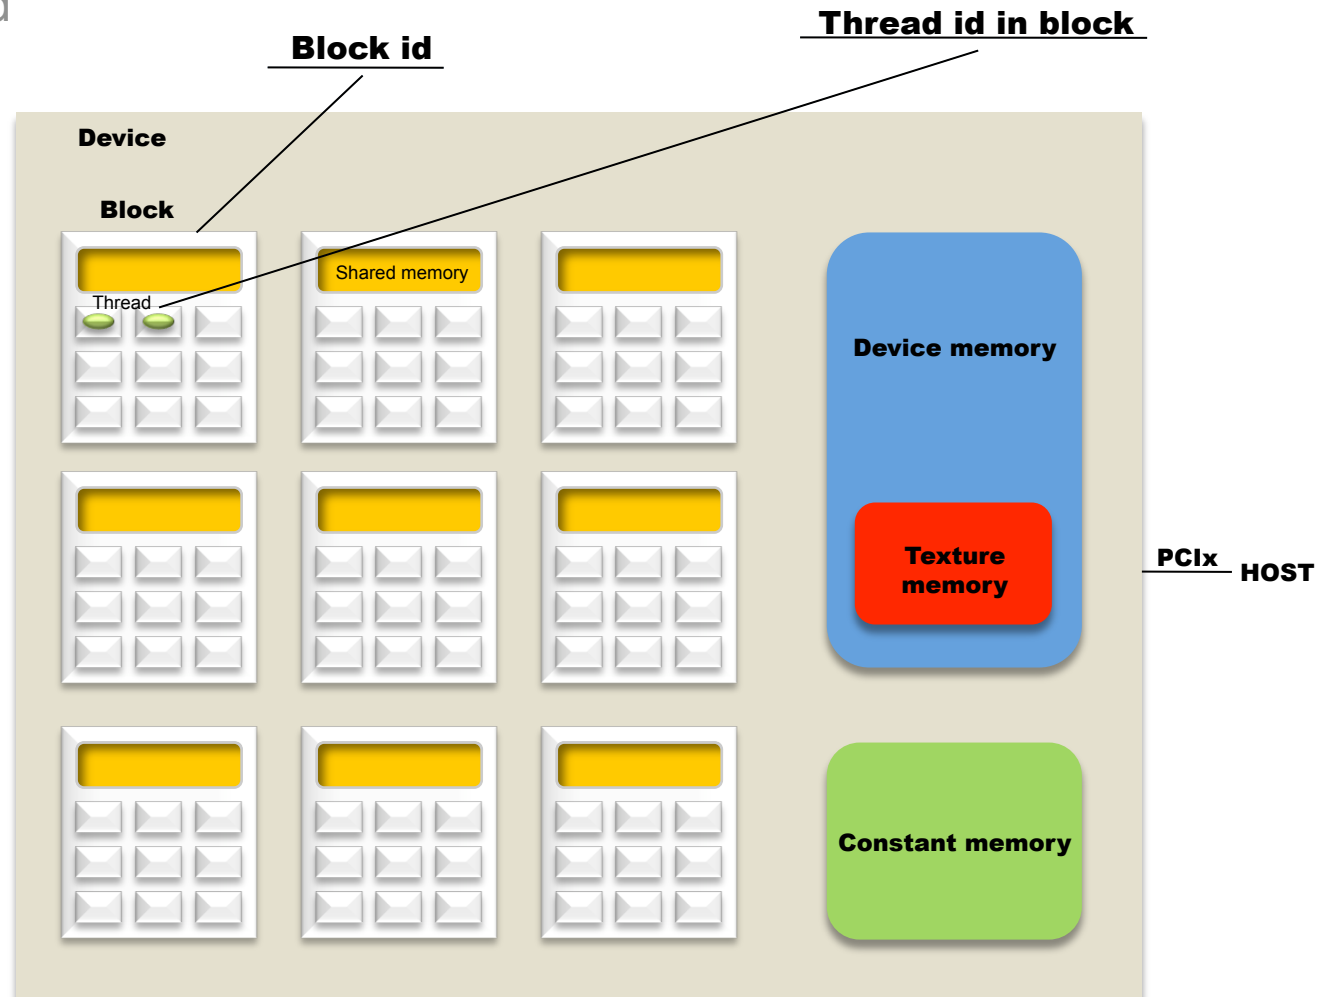 Block id
Thread id in block
Device
Block
Shared memory
Thread
Device memory
Texture
memory
PCIx
HOST
Constant memory